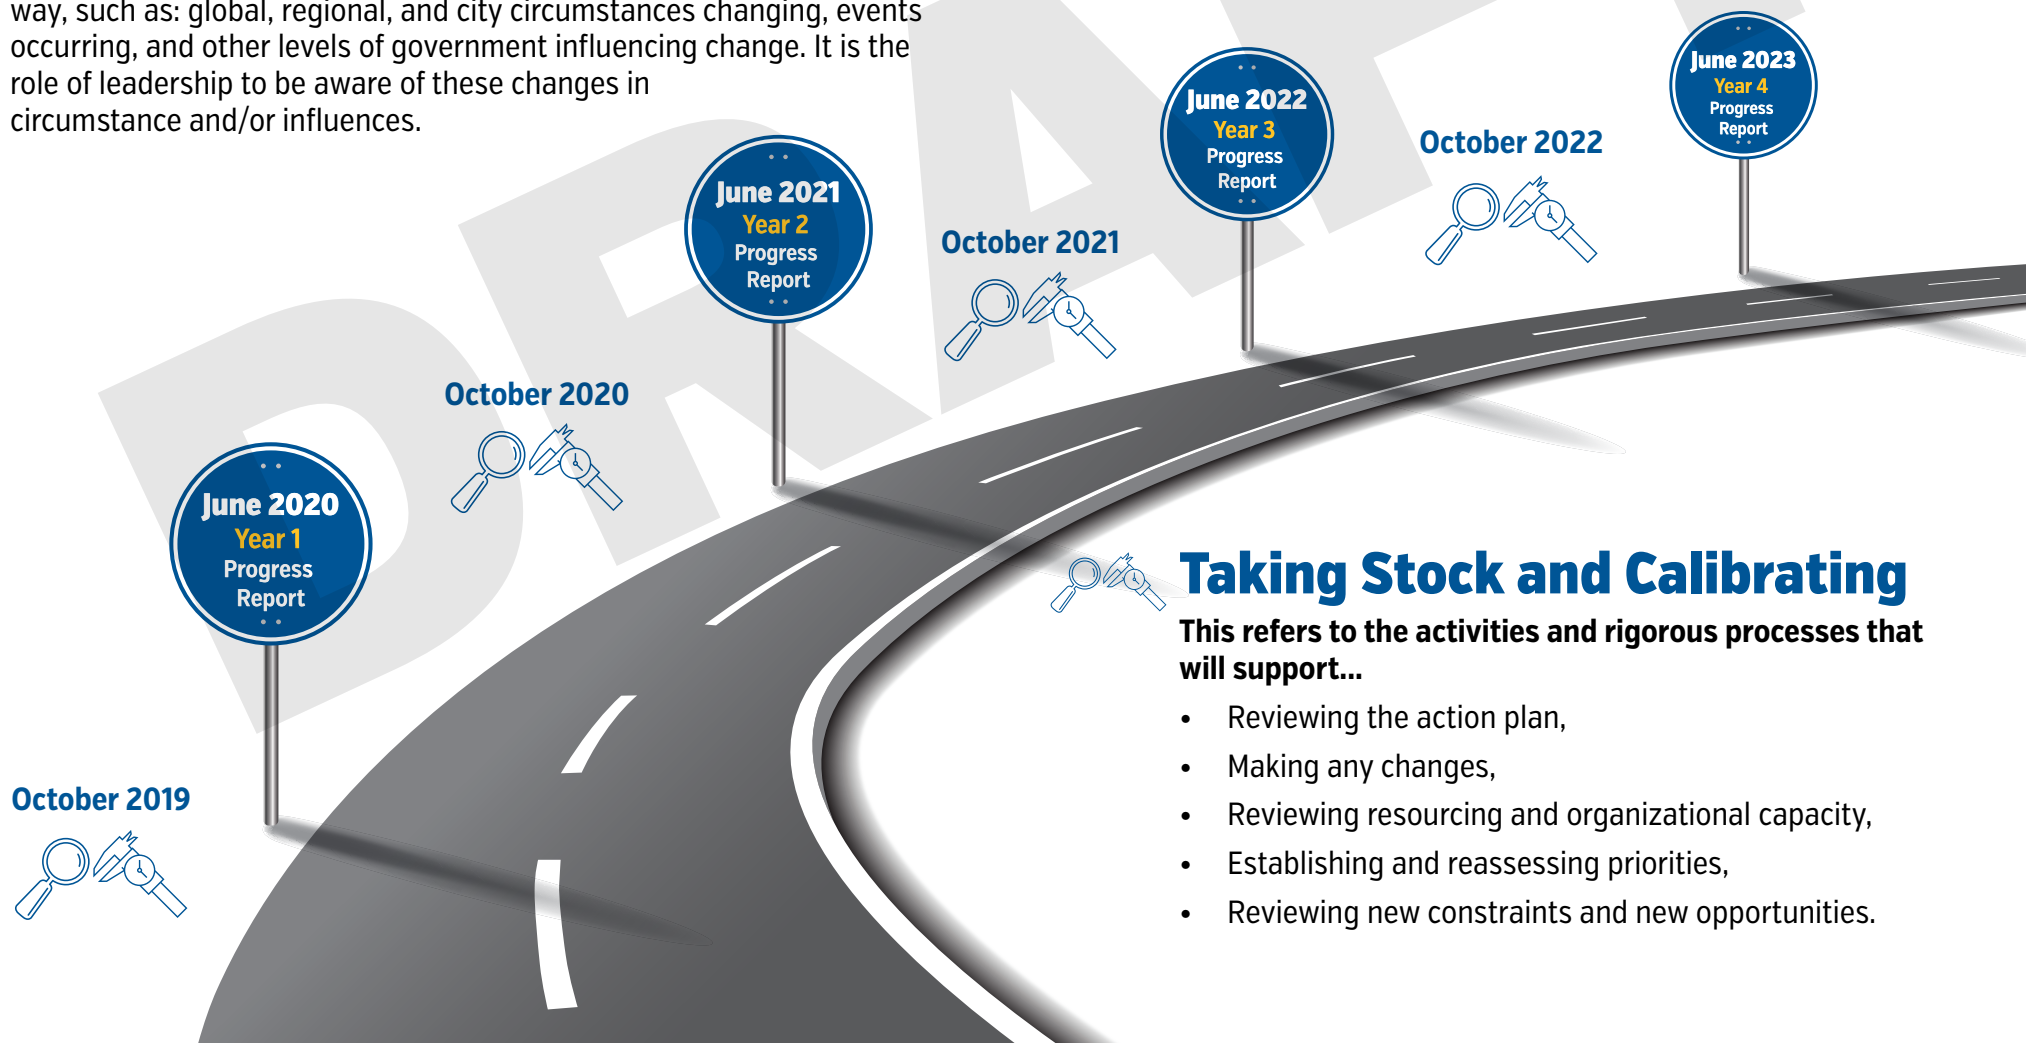 way, such as: global, regional, and city circumstances changing, events
occurring, and other levels of government influencing change. It is the
role of leadership to be aware of these changes in
circumstance and/or influences.
DRAFT
October 2019
June 2020
Year 1
Progress
Report
October 2020
June 2021
Year 2
Progress
Report
October 2021
June 2022
Year 3
Progress
Report
October 2022
June 2023
Year 4
Progress
Report
Taking Stock and Calibrating
This refers to the activities and rigorous processes that
will support...
• Reviewing the action plan,
• Making any changes,
• Reviewing resourcing and organizational capacity,
• Establishing and reassessing priorities,
• Reviewing new constraints and new opportunities.